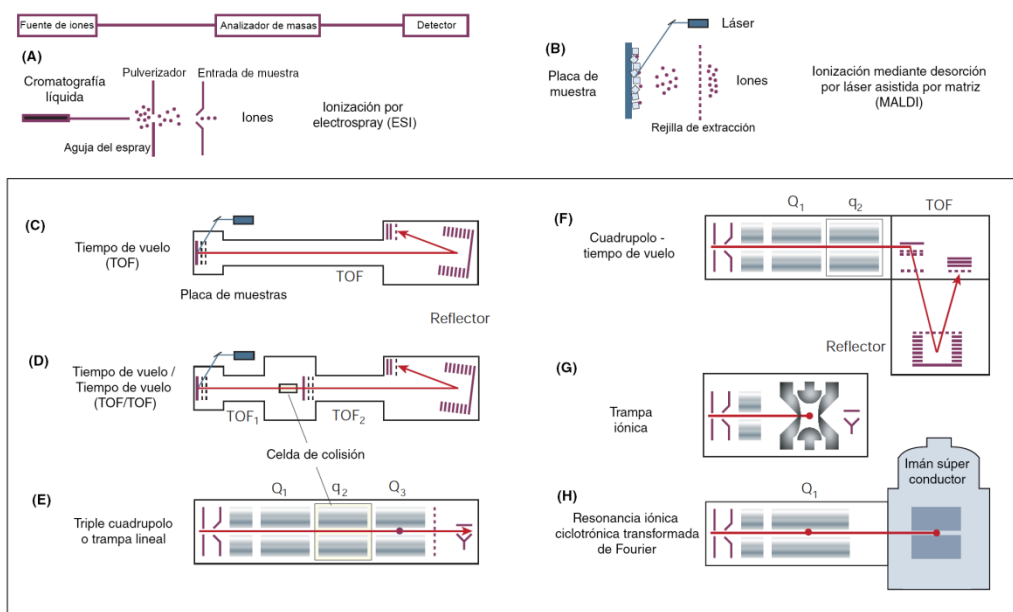 Fuente de iones
Analizador de masas
Detector
(A)
Cromatografía
líquida
Pulverizador
Entrada de muestra
Iones
Aguja del espray
Ionización por
electrospray (ESI)
(B)
Placa de
muestra
Láser
Iones
Rejilla de extracción
Ionización mediante desorción
por láser asistida por matriz
(MALDI)
(C)
Tiempo de vuelo
(TOF)
TOF
Placa de muestras
Reflector
(D)
Tiempo de vuelo /
Tiempo de vuelo
(TOF/TOF)
TOF₁
TOF₂
Celda de colisión
(E)
Triple cuadrupolo
o trampa lineal
Q₁
q₂
Q₃
(F)
Cuadrupolo -
tiempo de vuelo
Q₁
q₂
TOF
Reflector
(G)
Trampa
iónica
(H)
Resonancia iónica
ciclotrónica transformada
de Fourier
Q₁
Imán súper
conductor